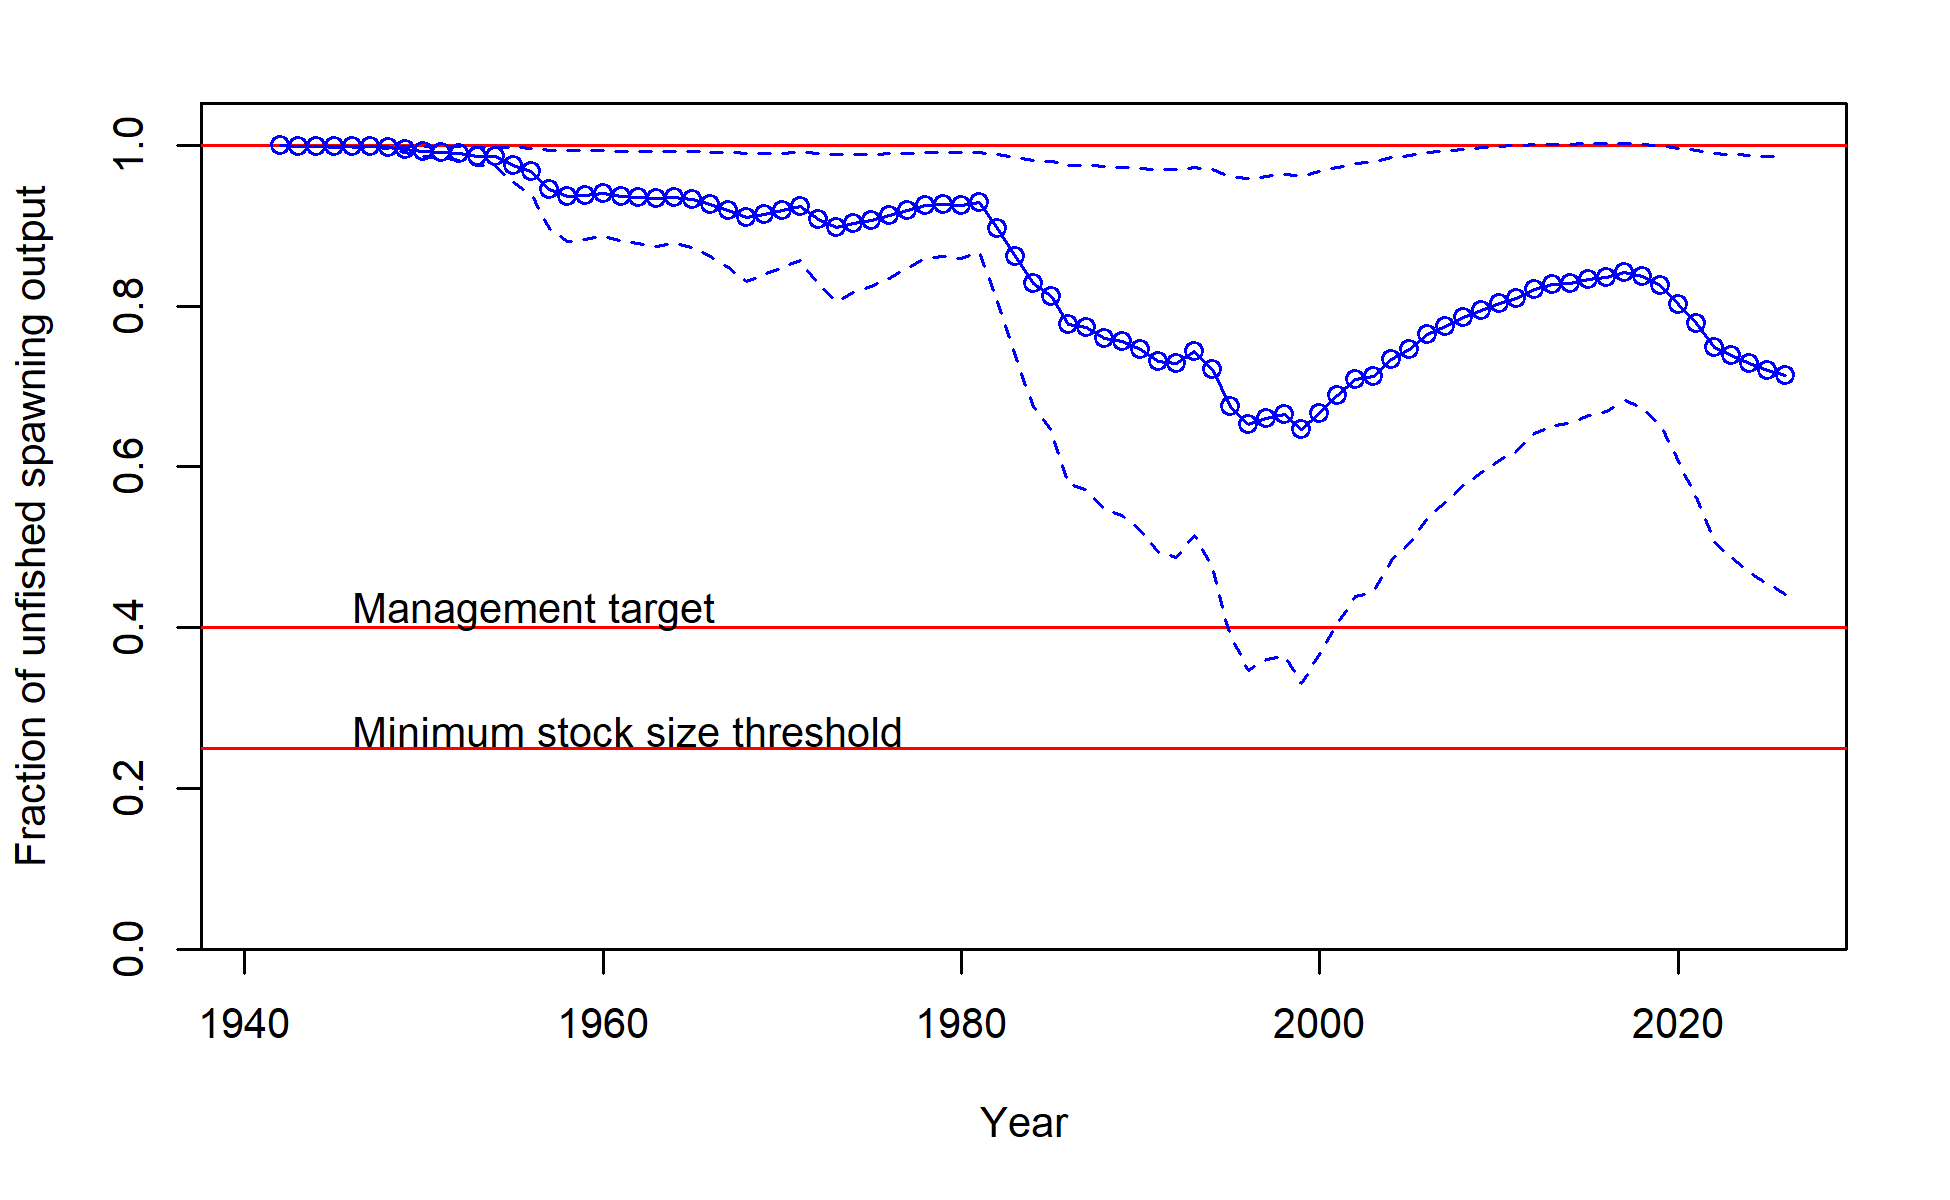 Fraction of unfished spawning output
1.0
0.8
0.6
0.4
0.2
0.0
Management target
Minimum stock size threshold
1940 1960 1980 2000 2020
Year